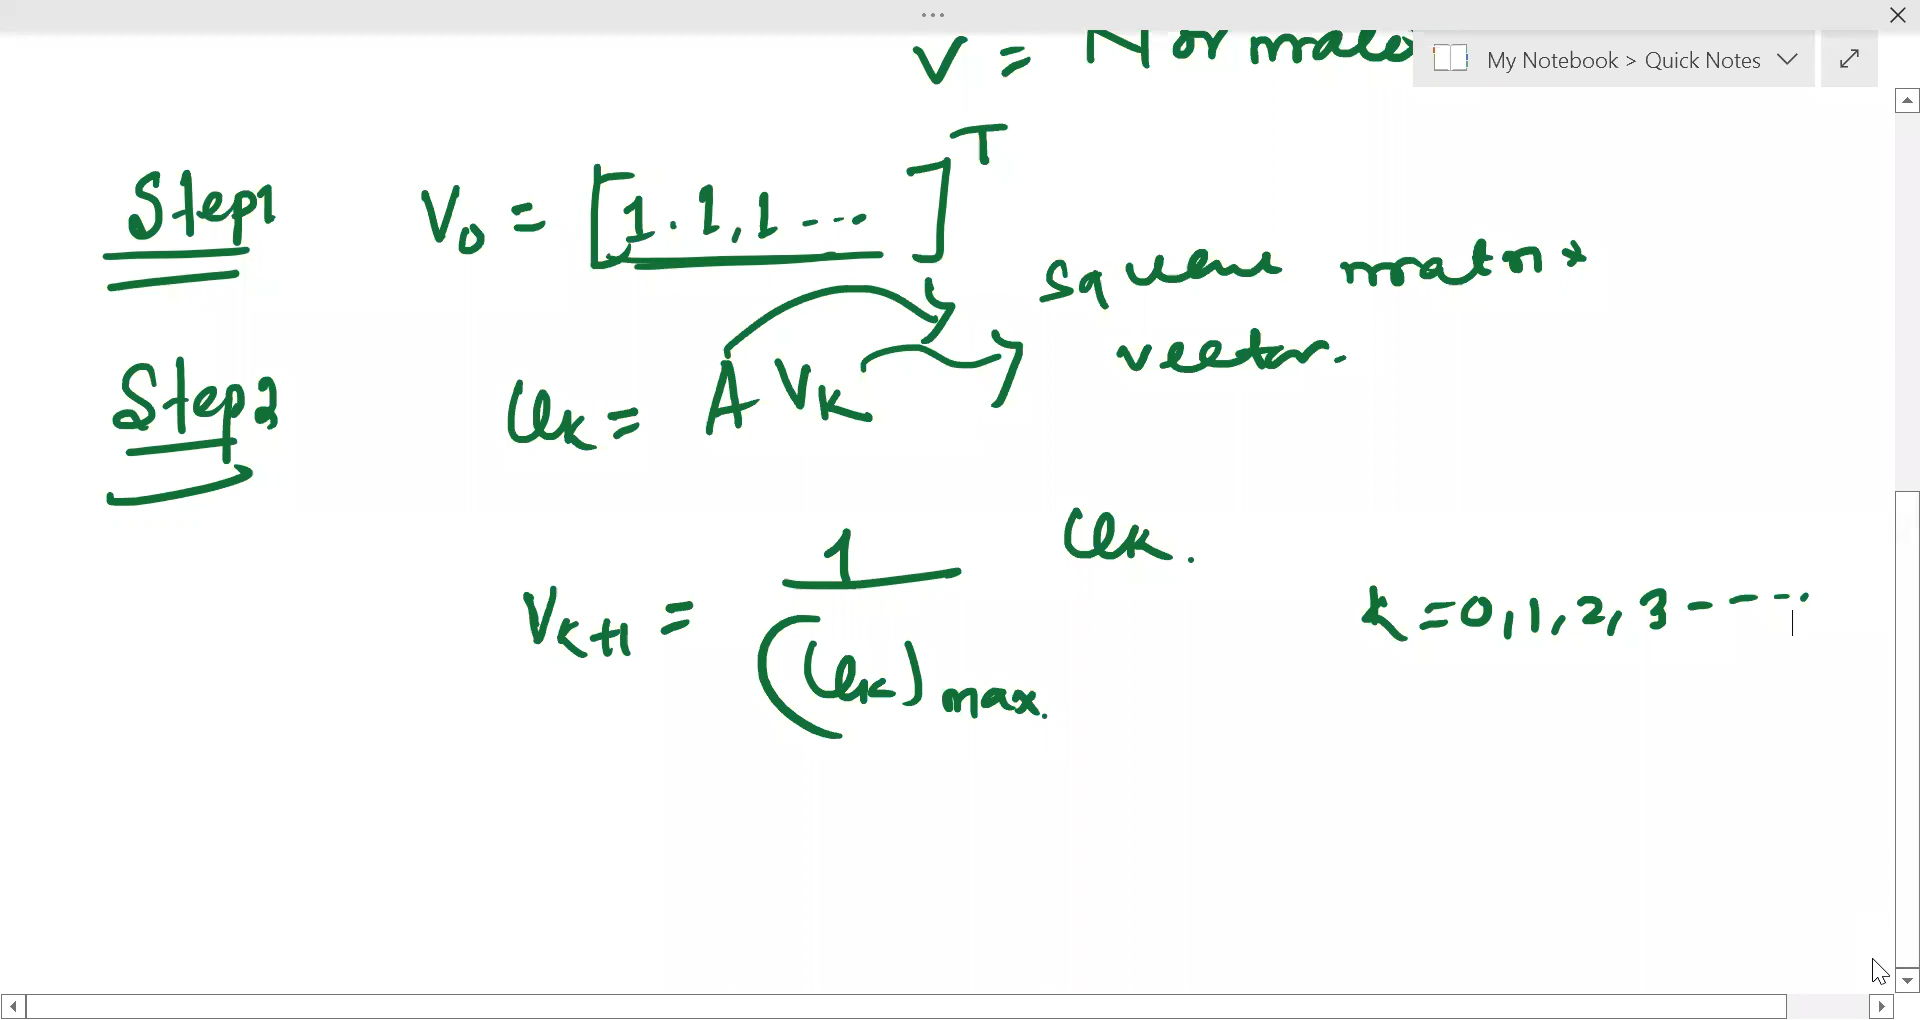 ...
V = Normalize
My Notebook > Quick Notes
Step1 V₀ = [1.1,1 ---]ᵀ
Square matrix
vector.
Step2 Uₖ = A Vₖ
Vₖ₊₁ = 1/(Uₖ)max. Uₖ.
k = 0,1,2,3 ----